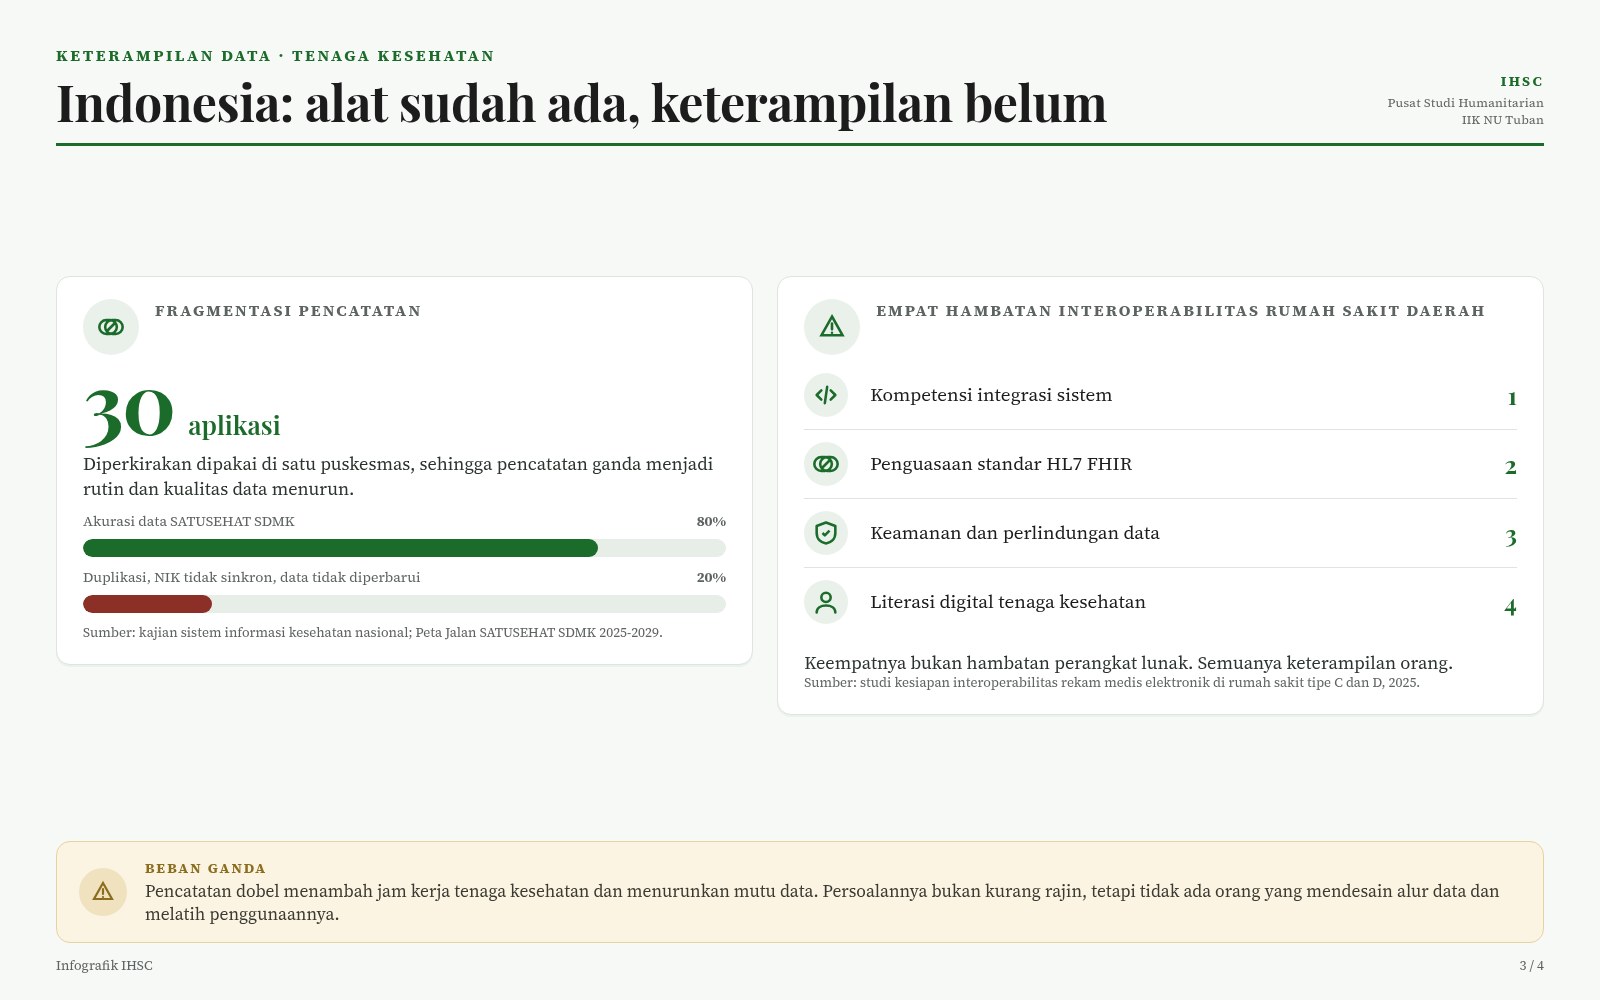 KETERAMPILAN DATA · TENAGA KESEHATAN
Indonesia: alat sudah ada, keterampilan belum
IHSC
Pusat Studi Humanitarian
IIK NU Tuban
FRAGMENTASI PENCATATAN
30 aplikasi
Diperkirakan dipakai di satu puskesmas, sehingga pencatatan ganda menjadi
rutin dan kualitas data menurun.
Akurasi data SATUSEHAT SDMK 80%
Duplikasi, NIK tidak sinkron, data tidak diperbarui 20%
Sumber: kajian sistem informasi kesehatan nasional; Peta Jalan SATUSEHAT SDMK 2025-2029.
EMPAT HAMBATAN INTEROPERABILITAS RUMAH SAKIT DAERAH
Kompetensi integrasi sistem 1
Penguasaan standar HL7 FHIR 2
Keamanan dan perlindungan data 3
Literasi digital tenaga kesehatan 4
Keempatnya bukan hambatan perangkat lunak. Semuanya keterampilan orang.
Sumber: studi kesiapan interoperabilitas rekam medis elektronik di rumah sakit tipe C dan D, 2025.
BEBAN GANDA
Pencatatan dobel menambah jam kerja tenaga kesehatan dan menurunkan mutu data. Persoalannya bukan kurang rajin, tetapi tidak ada orang yang mendesain alur data dan
melatih penggunaannya.
Infografik IHSC
3 / 4